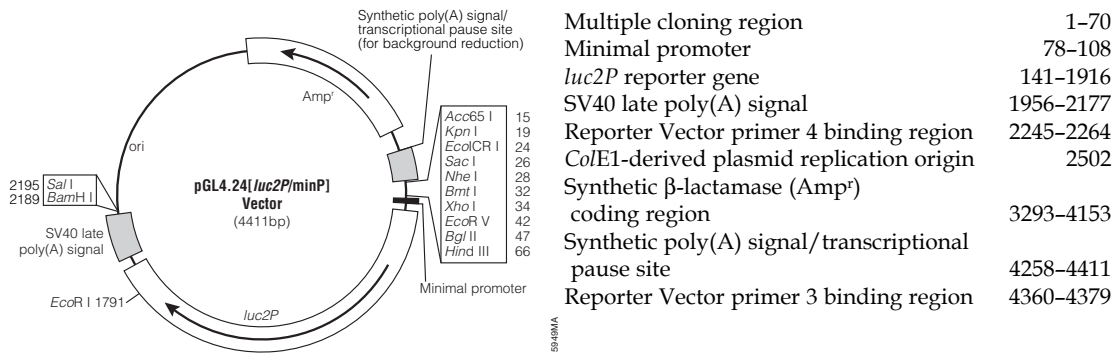 Synthetic poly(A) signal/
transcriptional pause site
(for background reduction)
Ampʳ
ori
Acc65 I 15
Kpn I 19
EcoICR I 24
Sac I 26
Nhe I 28
Bmt I 32
Xho I 34
EcoR V 42
Bgl II 47
Hind III 66
2195 Sal I
2189 BamH I
pGL4.24[luc2P/minP]
Vector
(4411bp)
SV40 late
poly(A) signal
Minimal promoter
EcoR I 1791
luc2P
5949MA
Multiple cloning region 1–70
Minimal promoter 78–108
luc2P reporter gene 141–1916
SV40 late poly(A) signal 1956–2177
Reporter Vector primer 4 binding region 2245–2264
ColE1-derived plasmid replication origin 2502
Synthetic β-lactamase (Ampʳ)
coding region 3293–4153
Synthetic poly(A) signal/transcriptional
pause site 4258–4411
Reporter Vector primer 3 binding region 4360–4379